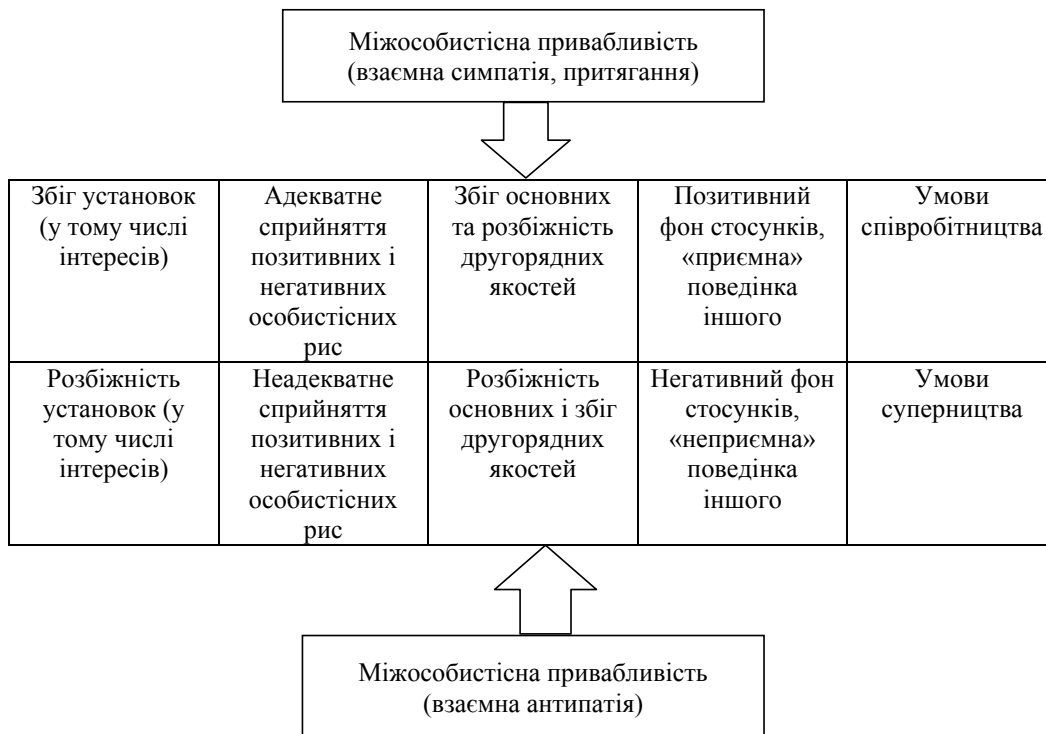 Міжособистісна привабливість
(взаємна симпатія, притягання)
Збіг установок
(у тому числі
інтересів)
Адекватне
сприйняття
позитивних і
негативних
особистісних
рис
Збіг основних
та розбіжність
другорядних
якостей
Позитивний
фон стосунків,
«приємна»
поведінка
іншого
Умови
співробітництва
Розбіжність
установок (у
тому числі
інтересів)
Неадекватне
сприйняття
позитивних і
негативних
особистісних
рис
Розбіжність
основних і збіг
другорядних
якостей
Негативний фон
стосунків,
«неприємна»
поведінка
іншого
Умови
суперництва
Міжособистісна привабливість
(взаємна антипатія)